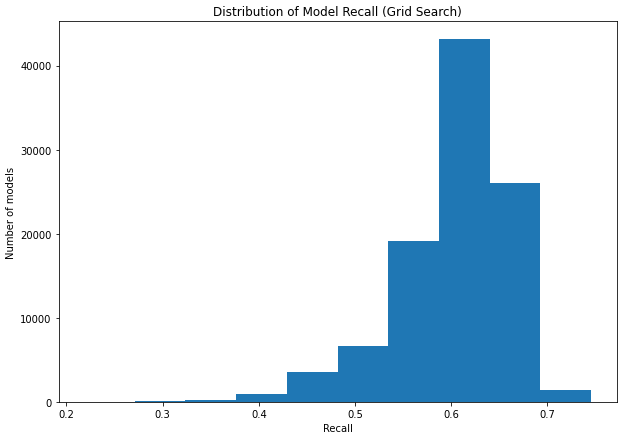 Distribution of Model Recall (Grid Search)
Number of models
40000
30000
20000
10000
0
0.2 0.3 0.4 0.5 0.6 0.7
Recall